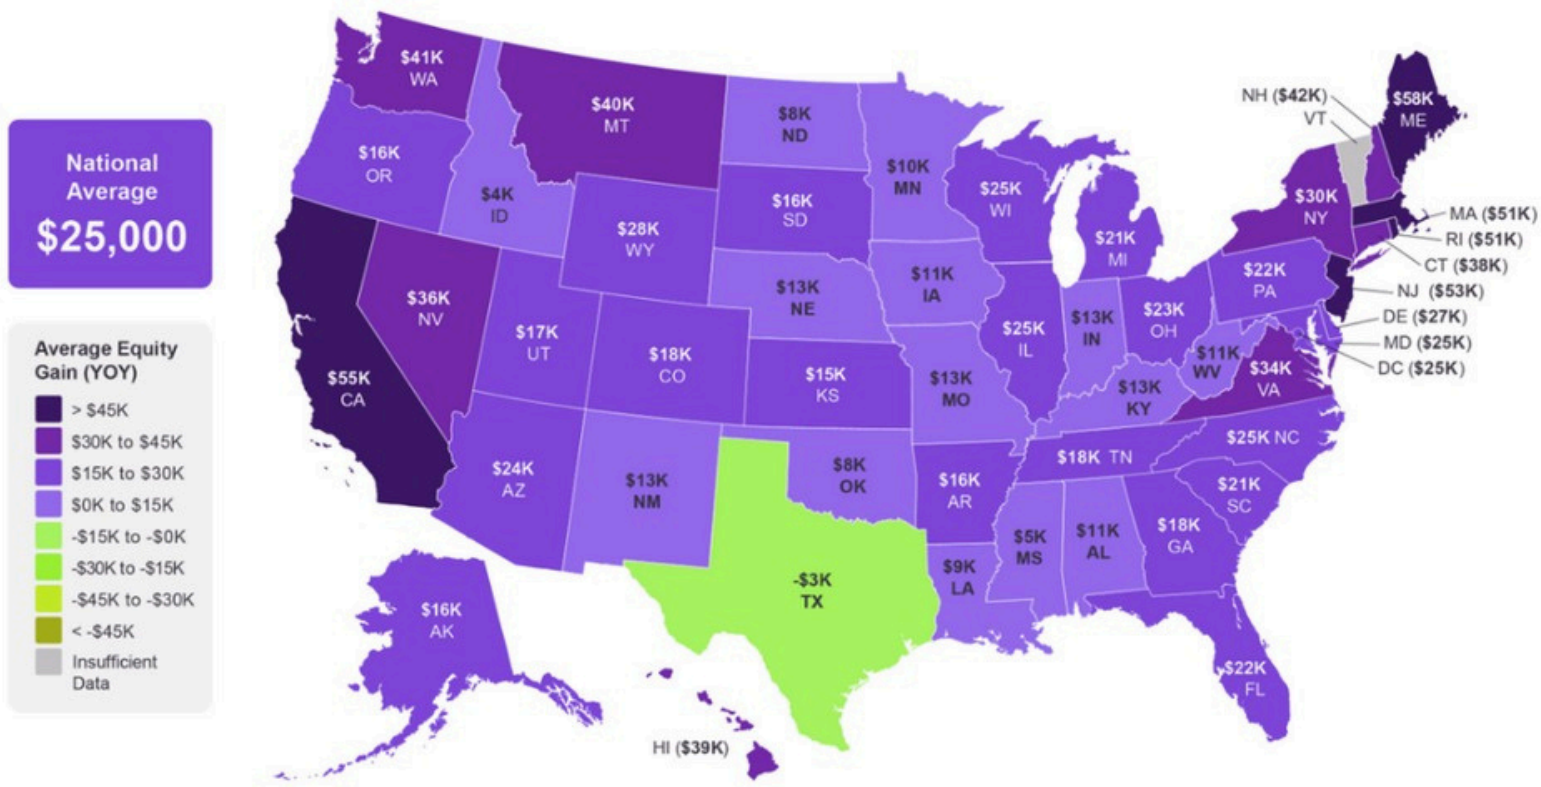 National
Average
$25,000
Average Equity
Gain (YOY)
> $45K
$30K to $45K
$15K to $30K
$0K to $15K
-$15K to -$0K
-$30K to -$15K
-$45K to -$30K
< -$45K
Insufficient
Data
$41K
WA
$40K
MT
$8K
ND
$10K
MN
NH ($42K)
VT
$58K
ME
$16K
OR
$4K
ID
$28K
WY
$16K
SD
$25K
WI
$21K
MI
$30K
NY
MA ($51K)
RI ($51K)
CT ($38K)
NJ ($53K)
DE ($27K)
MD ($25K)
DC ($25K)
$36K
NV
$17K
UT
$18K
CO
$13K
NE
$11K
IA
$25K
IL
$13K
IN
$23K
OH
$22K
PA
$55K
CA
$15K
KS
$13K
MO
$13K
KY
$11K
WV
$34K
VA
$24K
AZ
$13K
NM
$8K
OK
$16K
AR
$18K TN
$25K NC
$21K
SC
-$3K
TX
$9K
LA
$5K
MS
$11K
AL
$18K
GA
$22K
FL
$16K
AK
HI ($39K)